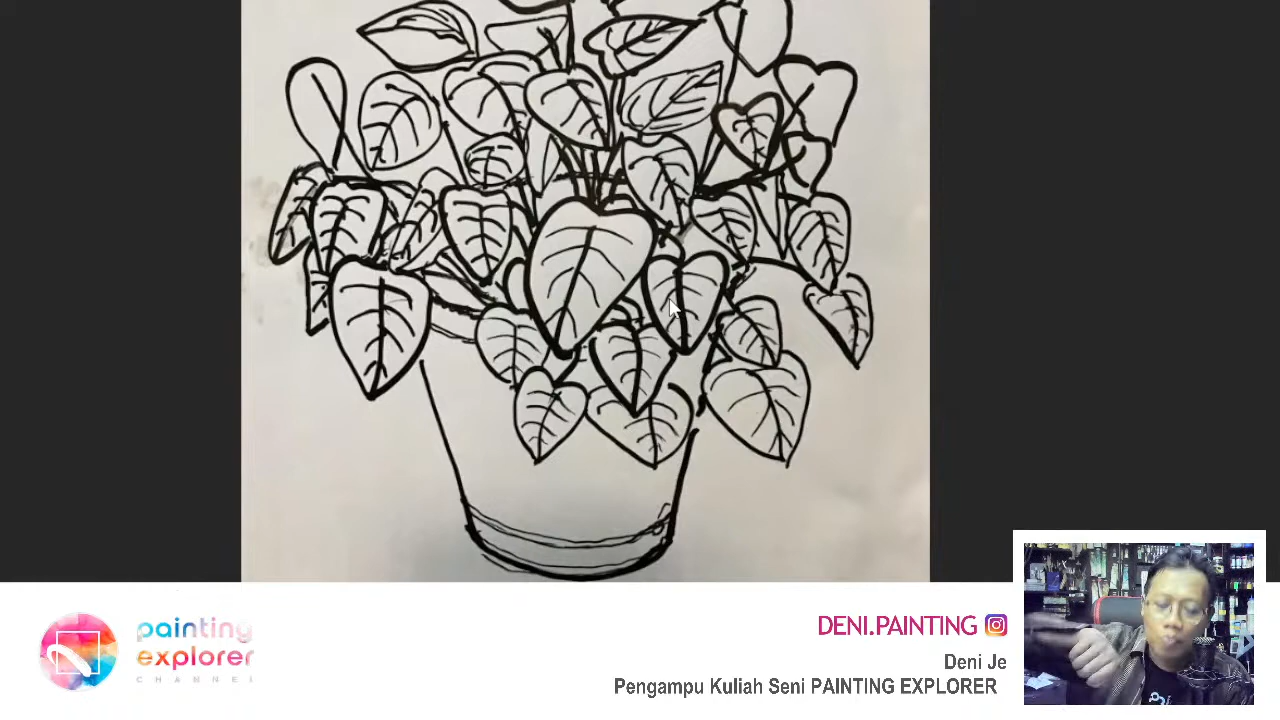 painting
explorer
CHANNEL
DENI.PAINTING
Deni Je
Pengampu Kuliah Seni PAINTING EXPLORER